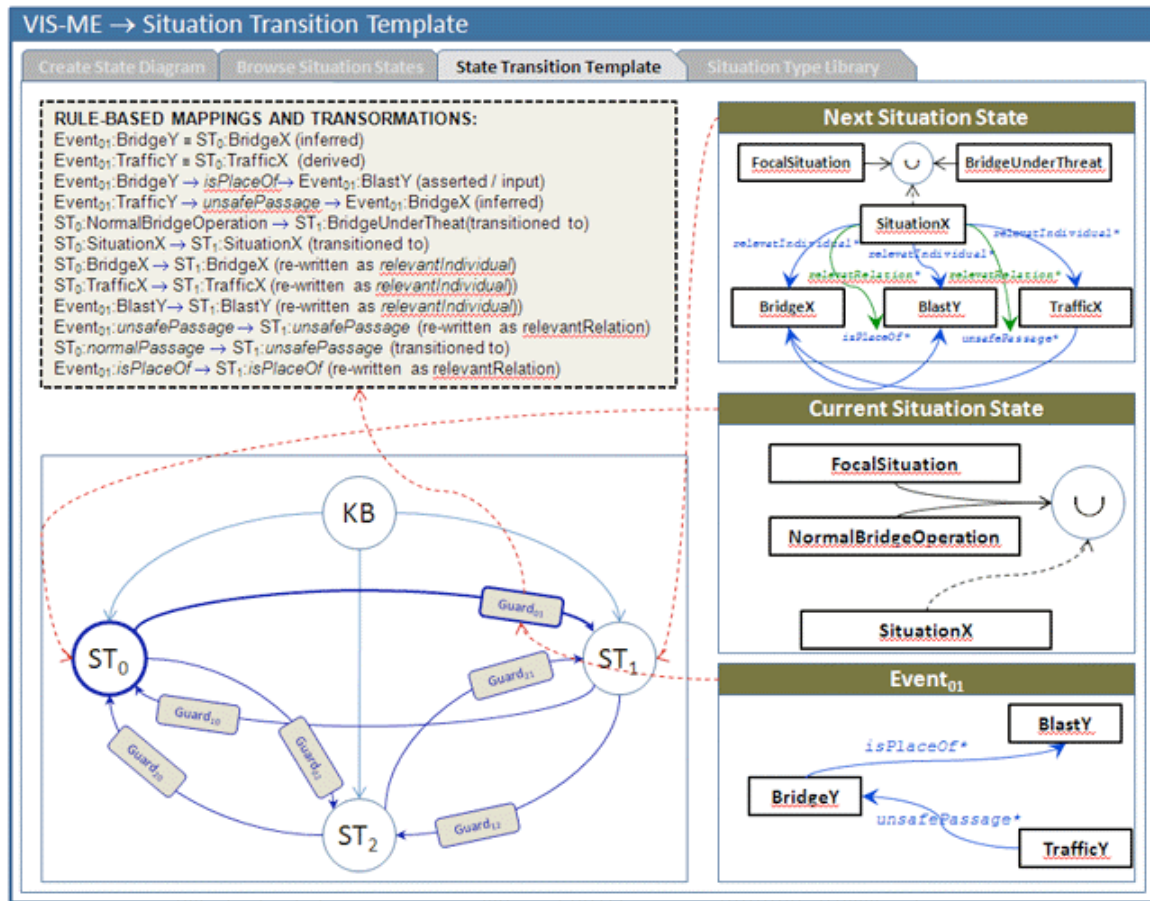 VIS-ME → Situation Transition Template
Create State Diagram
Browse Situation States
State Transition Template
Situation Type Library
RULE-BASED MAPPINGS AND TRANSORMATIONS:
Event₀₁:BridgeY ≡ ST₀:BridgeX (inferred)
Event₀₁:TrafficY ≡ ST₀:TrafficX (derived)
Event₀₁:BridgeY → isPlaceOf → Event₀₁:BlastY (asserted / input)
Event₀₁:TrafficY → unsafePassage → Event₀₁:BridgeX (inferred)
ST₀:NormalBridgeOperation → ST₁:BridgeUnderTheat(transitioned to)
ST₀:SituationX → ST₁:SituationX (transitioned to)
ST₀:BridgeX → ST₁:BridgeX (re-written as relevantIndividual)
ST₀:TrafficX → ST₁:TrafficX (re-written as relevantIndividual))
Event₀₁:BlastY→ ST₁:BlastY (re-written as relevantIndividual))
Event₀₁:unsafePassage → ST₁:unsafePassage (re-written as relevantRelation)
ST₀:normalPassage → ST₁:unsafePassage (transitioned to)
Event₀₁:isPlaceOf → ST₁:isPlaceOf (re-written as relevantRelation)
KB
Guard₀₁
ST₀
ST₁
Guard₂₁
Guard₁₀
Guard₀₂
Guard₂₀
ST₂
Guard₁₂
Next Situation State
FocalSituation
∪
BridgeUnderThreat
SituationX
relevatIndividual*
relevatIndividual*
relevatIndividual*
relevatRelation*
relevatRelation*
BridgeX
BlastY
TrafficX
isPlaceOf*
unsafePassage*
Current Situation State
FocalSituation
∪
NormalBridgeOperation
SituationX
Event₀₁
BlastY
isPlaceOf*
BridgeY
unsafePassage*
TrafficY